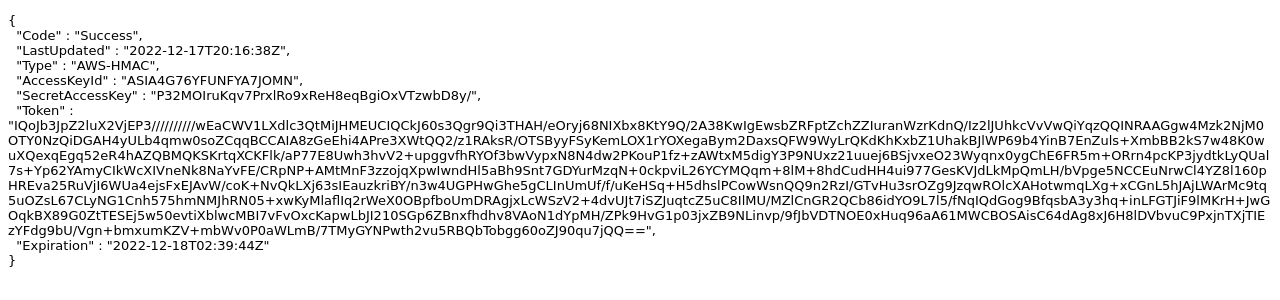 {
"Code" : "Success",
"LastUpdated" : "2022-12-17T20:16:38Z",
"Type" : "AWS-HMAC",
"AccessKeyId" : "ASIA4G76YFUNFYA7JOMN",
"SecretAccessKey" : "P32MOIruKqv7PrxlRo9xReH8eqBgiOxVTzwbD8y/",
"Token" :
"IQoJb3JpZ2luX2VjEP3//////////wEaCWV1LXdlc3QtMiJHMEUCIQCkJ60s3Qgr9Qi3THAH/eOryj68NIXbx8KtY9Q/2A38KwIgEwsbZRFptZchZZIuranWzrKdnQ/Iz2lJUhkcVvVwQiYqzQQINRAAGgw4Mzk2NjM0
OTY0NzQiDGAH4yULb4qmw0soZCqqBCCAIA8zGeEhi4APre3XWtQQ2/z1RAksR/OTSByyFSyKemLOX1rYOXegaBym2DaxsQFW9WyLrQKdKhKxbZ1UhakBJlWP69b4YinB7EnZuls+XmbBB2kS7w48K0w
uXQexqEgq52eR4hAZQBMQKSKrtqXCKFlk/aP77E8Uwh3hvV2+upggvfhRYOf3bwVypxN8N4dw2PKouP1fz+zAWtxM5digY3P9NUxz21uuej6BSjvxeO23Wyqnx0ygChE6FR5m+ORrn4pcKP3jydtkLyQUal
7s+Yp62YAmyCIkWcXIVneNk8NaYvFE/CRpNP+AMtMnF3zzojqXpwIwndHl5aBh9Snt7GDYurMzqN+0ckpviL26YCYMQqm+8lM+8hdCudHH4ui977GesKVJdLkMpQmLH/bVpge5NCCEuNrwCl4YZ8l160p
HREva25RuVjI6WUa4ejsFxEJAvW/coK+NvQkLXj63sIEauzkriBY/n3w4UGPHwGhe5gCLInUmUf/f/uKeHSq+H5dhslPCowWsnQQ9n2RzI/GTvHu3srOZg9JzqwROlcXAHotwmqLXg+xCGnL5hJAjLWArMc9tq
5uOZsL67CLyNG1Cnh575hmNMJhRN05+xwKyMlaflIq2rWeX0OBpfboUmDRAgjxLcWSzV2+4dvUJt7iSZJuqtcZ5uC8IlMU/MZlCnGR2QCb86idYO9L7l5/fNqIQdGog9BfqsbA3y3hq+inLFGTJiF9lMKrH+JwG
OqkBX89G0ZtTESEj5w50evtiXblwcMBI7vFvOxcKapwLbJI210SGp6ZBnxfhdhv8VAoN1dYpMH/ZPk9HvG1p03jxZB9NLinvp/9fJbVDTNOE0xHuq96aA61MWCBOSAisC64dAg8xJ6H8lDVbvuC9PxjnTXjTIE
zYFdg9bU/Vgn+bmxumKZV+mbWv0P0aWLmB/7TMyGYNPwth2vu5RBQbTobgg60oZJ90qu7jQQ==",
"Expiration" : "2022-12-18T02:39:44Z"
}